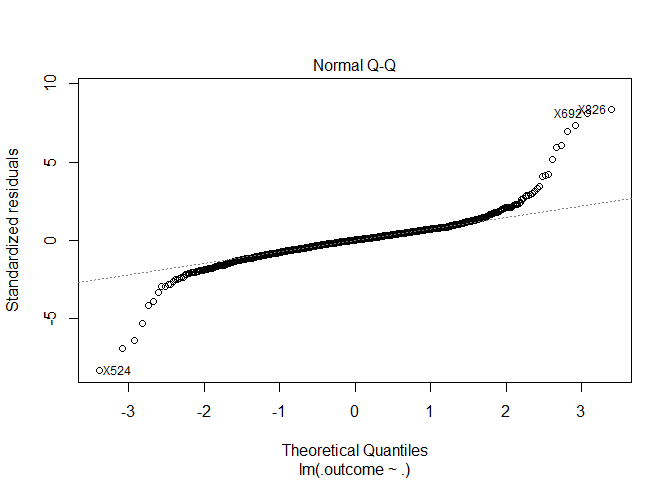 Normal Q-Q
Standardized residuals
10
5
0
-5
X692
X826
X524
-3
-2
-1
0
1
2
3
Theoretical Quantiles
lm(.outcome ~ .)